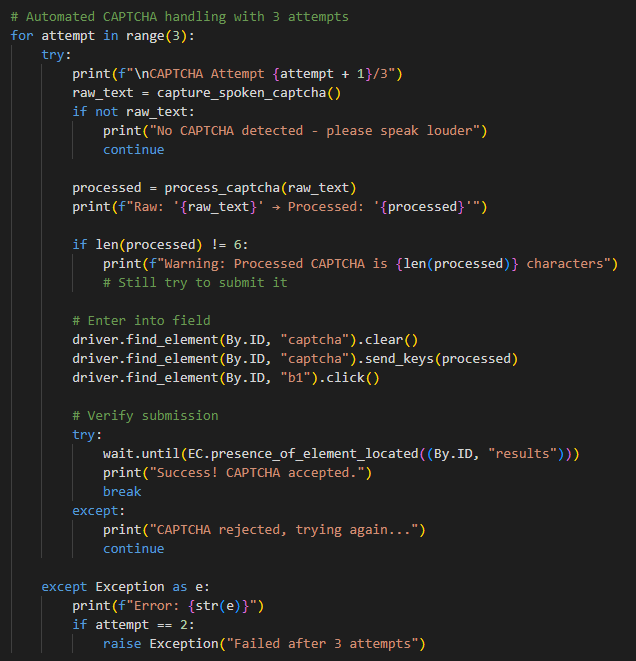 # Automated CAPTCHA handling with 3 attempts
for attempt in range(3):
    try:
        print(f"\nCAPTCHA Attempt {attempt + 1}/3")
        raw_text = capture_spoken_captcha()
        if not raw_text:
            print("No CAPTCHA detected - please speak louder")
            continue

        processed = process_captcha(raw_text)
        print(f"Raw: '{raw_text}' → Processed: '{processed}'")

        if len(processed) != 6:
            print(f"Warning: Processed CAPTCHA is {len(processed)} characters")
            # Still try to submit it

        # Enter into field
        driver.find_element(By.ID, "captcha").clear()
        driver.find_element(By.ID, "captcha").send_keys(processed)
        driver.find_element(By.ID, "b1").click()

        # Verify submission
        try:
            wait.until(EC.presence_of_element_located((By.ID, "results")))
            print("Success! CAPTCHA accepted.")
            break
        except:
            print("CAPTCHA rejected, trying again...")
            continue

    except Exception as e:
        print(f"Error: {str(e)}")
        if attempt == 2:
            raise Exception("Failed after 3 attempts")